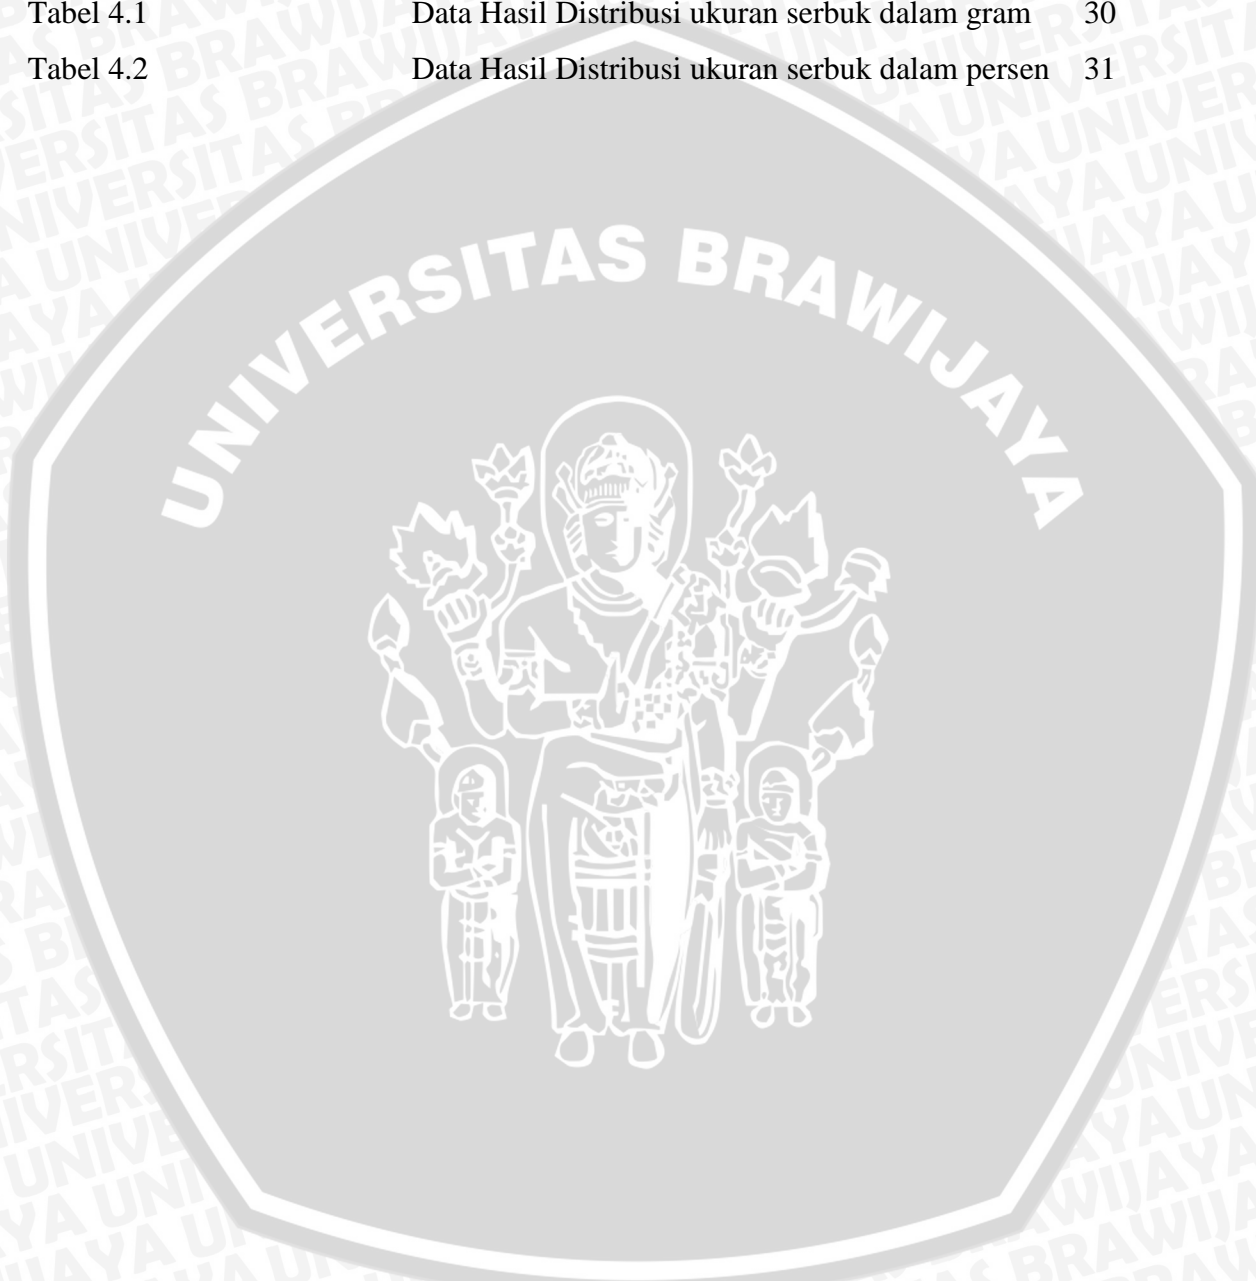 Tabel 4.1 Data Hasil Distribusi ukuran serbuk dalam gram 30
Tabel 4.2 Data Hasil Distribusi ukuran serbuk dalam persen 31
UNIVERSITAS BRAWIJAYA